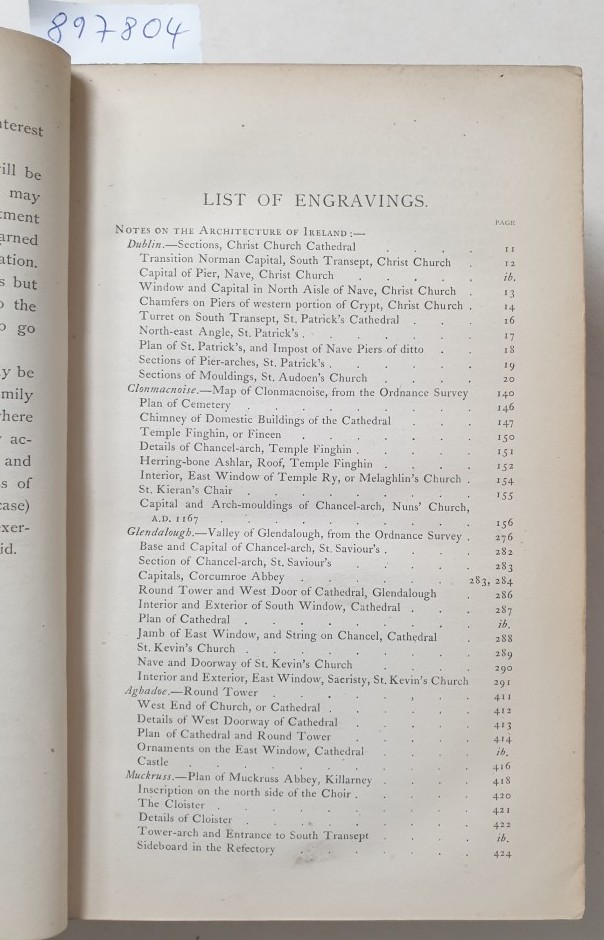 897804
nterest
ill be
may
tment
arned
ation.
s but
o the
o go
y be
mily
here
ac-
and
s of
case)
xer-
id.
LIST OF ENGRAVINGS.
PAGE
NOTES ON THE ARCHITECTURE OF IRELAND:—
Dublin.—Sections, Christ Church Cathedral . . . . 11
Transition Norman Capital, South Transept, Christ Church . 12
Capital of Pier, Nave, Christ Church . . . . . ib.
Window and Capital in North Aisle of Nave, Christ Church . 13
Chamfers on Piers of western portion of Crypt, Christ Church . 14
Turret on South Transept, St. Patrick's Cathedral . . . 16
North-east Angle, St. Patrick's . . . . . . 17
Plan of St. Patrick's, and Impost of Nave Piers of ditto . . 18
Sections of Pier-arches, St. Patrick's . . . . . 19
Sections of Mouldings, St. Audoen's Church . . . . 20
Clonmacnoise.—Map of Clonmacnoise, from the Ordnance Survey 140
Plan of Cemetery . . . . . . . 146
Chimney of Domestic Buildings of the Cathedral . . . 147
Temple Finghin, or Fineen . . . . . . 150
Details of Chancel-arch, Temple Finghin . . . . 151
Herring-bone Ashlar, Roof, Temple Finghin . . . . 152
Interior, East Window of Temple Ry, or Melaghlin's Church . 154
St. Kieran's Chair . . . . . . . 155
Capital and Arch-mouldings of Chancel-arch, Nuns' Church,
A.D. 1167 . . . . . . . 156
Glendalough.—Valley of Glendalough, from the Ordnance Survey . 276
Base and Capital of Chancel-arch, St. Saviour's . . . . 282
Section of Chancel-arch, St. Saviour's . . . . 283
Capitals, Corcumroe Abbey . . . . . 283, 284
Round Tower and West Door of Cathedral, Glendalough . 286
Interior and Exterior of South Window, Cathedral . . . 287
Plan of Cathedral . . . . . . . ib.
Jamb of East Window, and String on Chancel, Cathedral . 288
St. Kevin's Church . . . . . . . 289
Nave and Doorway of St. Kevin's Church . . . . 290
Interior and Exterior, East Window, Sacristy, St. Kevin's Church 291
Aghadoe.—Round Tower . . . . . . 411
West End of Church, or Cathedral . . . . . 412
Details of West Doorway of Cathedral . . . . 413
Plan of Cathedral and Round Tower . . . . 414
Ornaments on the East Window, Cathedral . . . ib.
Castle . . . . . . . . 416
Muckruss.—Plan of Muckruss Abbey, Killarney . . . 418
Inscription on the north side of the Choir . . . . 420
The Cloister . . . . . . . 421
Details of Cloister . . . . . . . 422
Tower-arch and Entrance to South Transept . . . ib.
Sideboard in the Refectory . . . . . 424